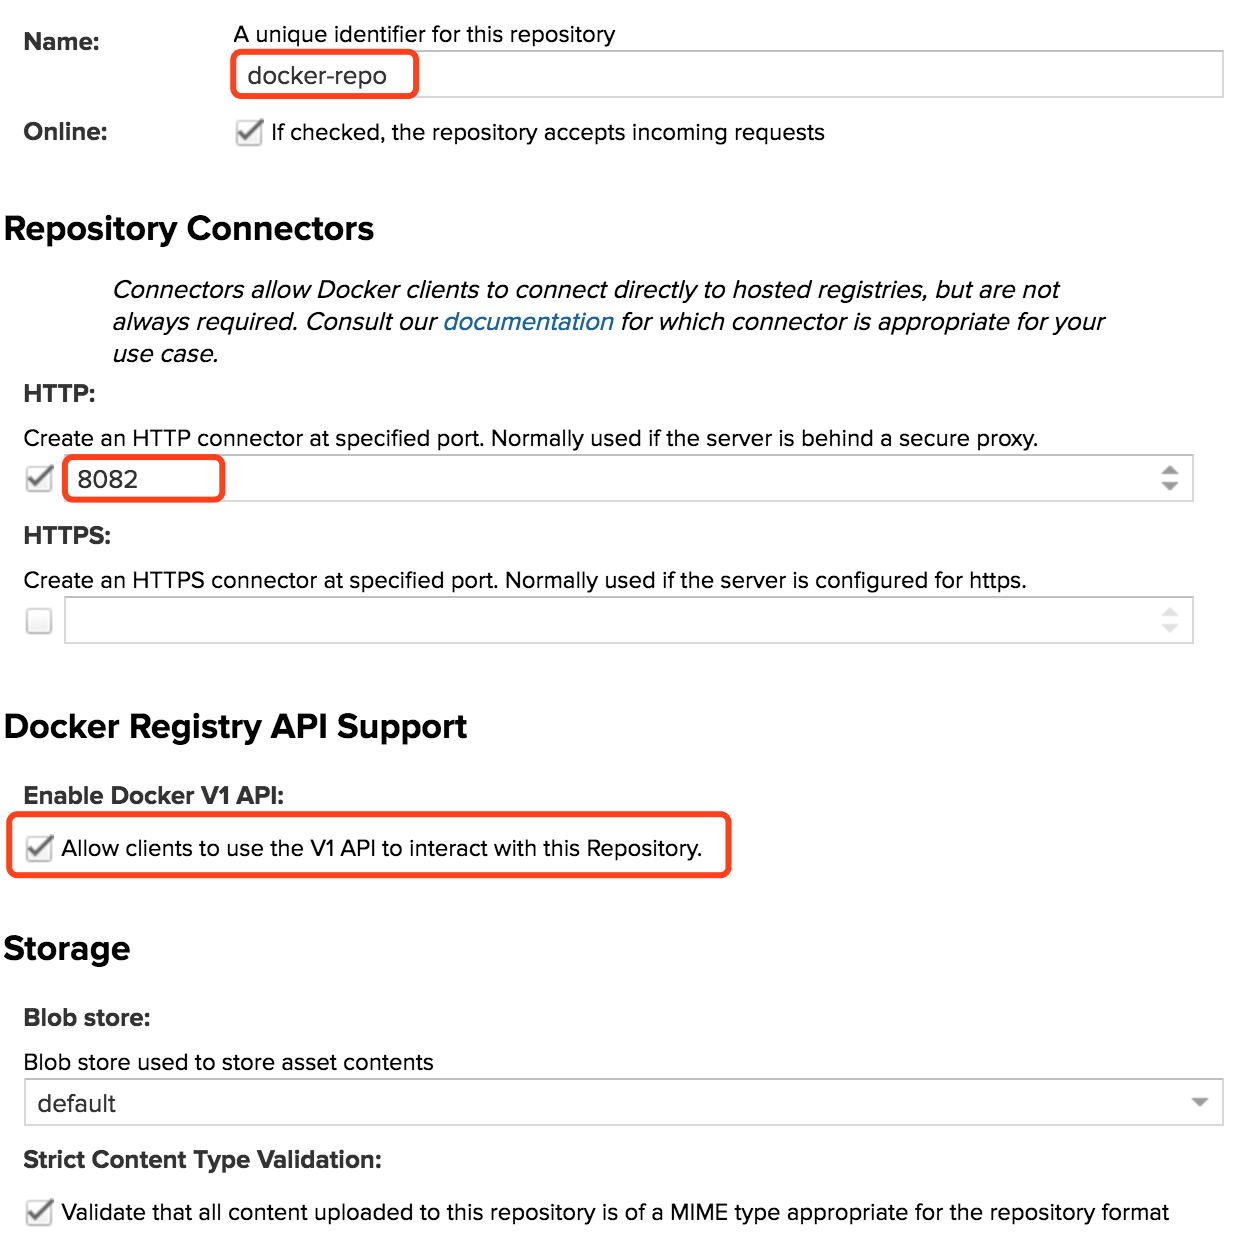 Name:
A unique identifier for this repository
docker-repo
Online:
If checked, the repository accepts incoming requests
Repository Connectors
Connectors allow Docker clients to connect directly to hosted registries, but are not
always required. Consult our documentation for which connector is appropriate for your
use case.
HTTP:
Create an HTTP connector at specified port. Normally used if the server is behind a secure proxy.
8082
HTTPS:
Create an HTTPS connector at specified port. Normally used if the server is configured for https.
Docker Registry API Support
Enable Docker V1 API:
Allow clients to use the V1 API to interact with this Repository.
Storage
Blob store:
Blob store used to store asset contents
default
Strict Content Type Validation:
Validate that all content uploaded to this repository is of a MIME type appropriate for the repository format